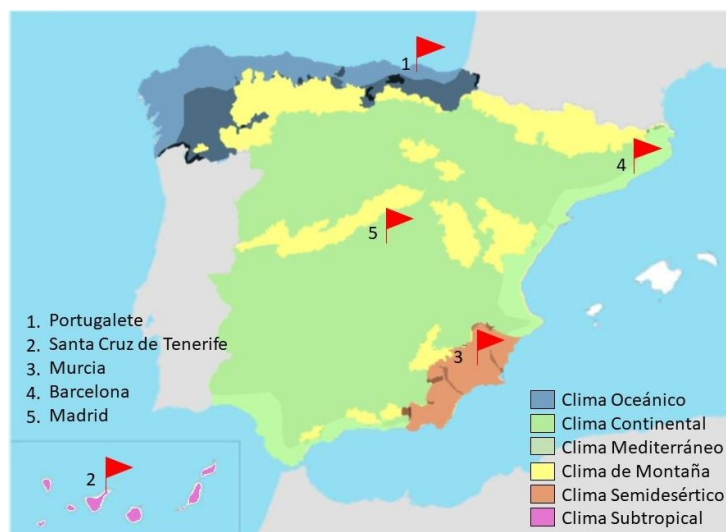 1
4
5
3
2
1. Portugalete
2. Santa Cruz de Tenerife
3. Murcia
4. Barcelona
5. Madrid
Clima Oceánico
Clima Continental
Clima Mediterráneo
Clima de Montaña
Clima Semidesértico
Clima Subtropical